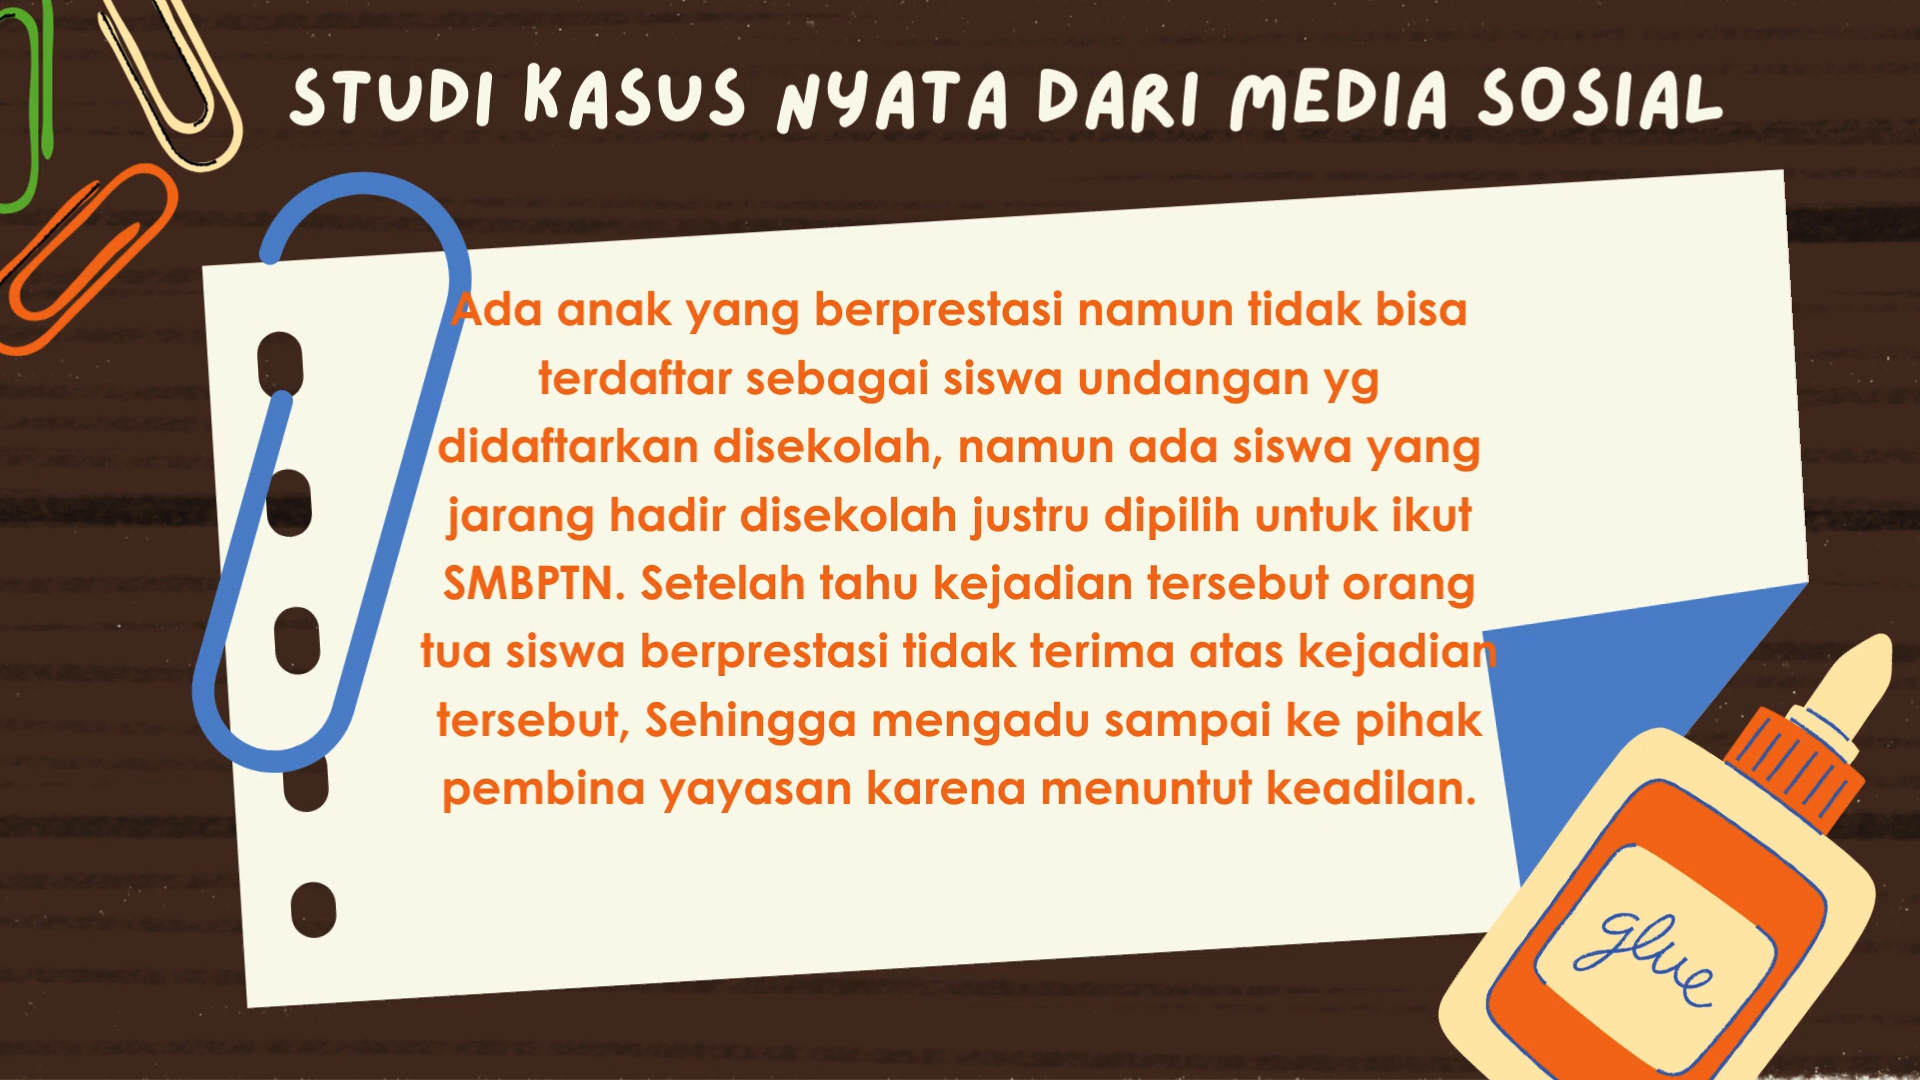 STUDI KASUS NYATA DARI MEDIA SOSIAL
Ada anak yang berprestasi namun tidak bisa
terdaftar sebagai siswa undangan yg
didaftarkan disekolah, namun ada siswa yang
jarang hadir disekolah justru dipilih untuk ikut
SMBPTN. Setelah tahu kejadian tersebut orang
tua siswa berprestasi tidak terima atas kejadian
tersebut, Sehingga mengadu sampai ke pihak
pembina yayasan karena menuntut keadilan.
glue